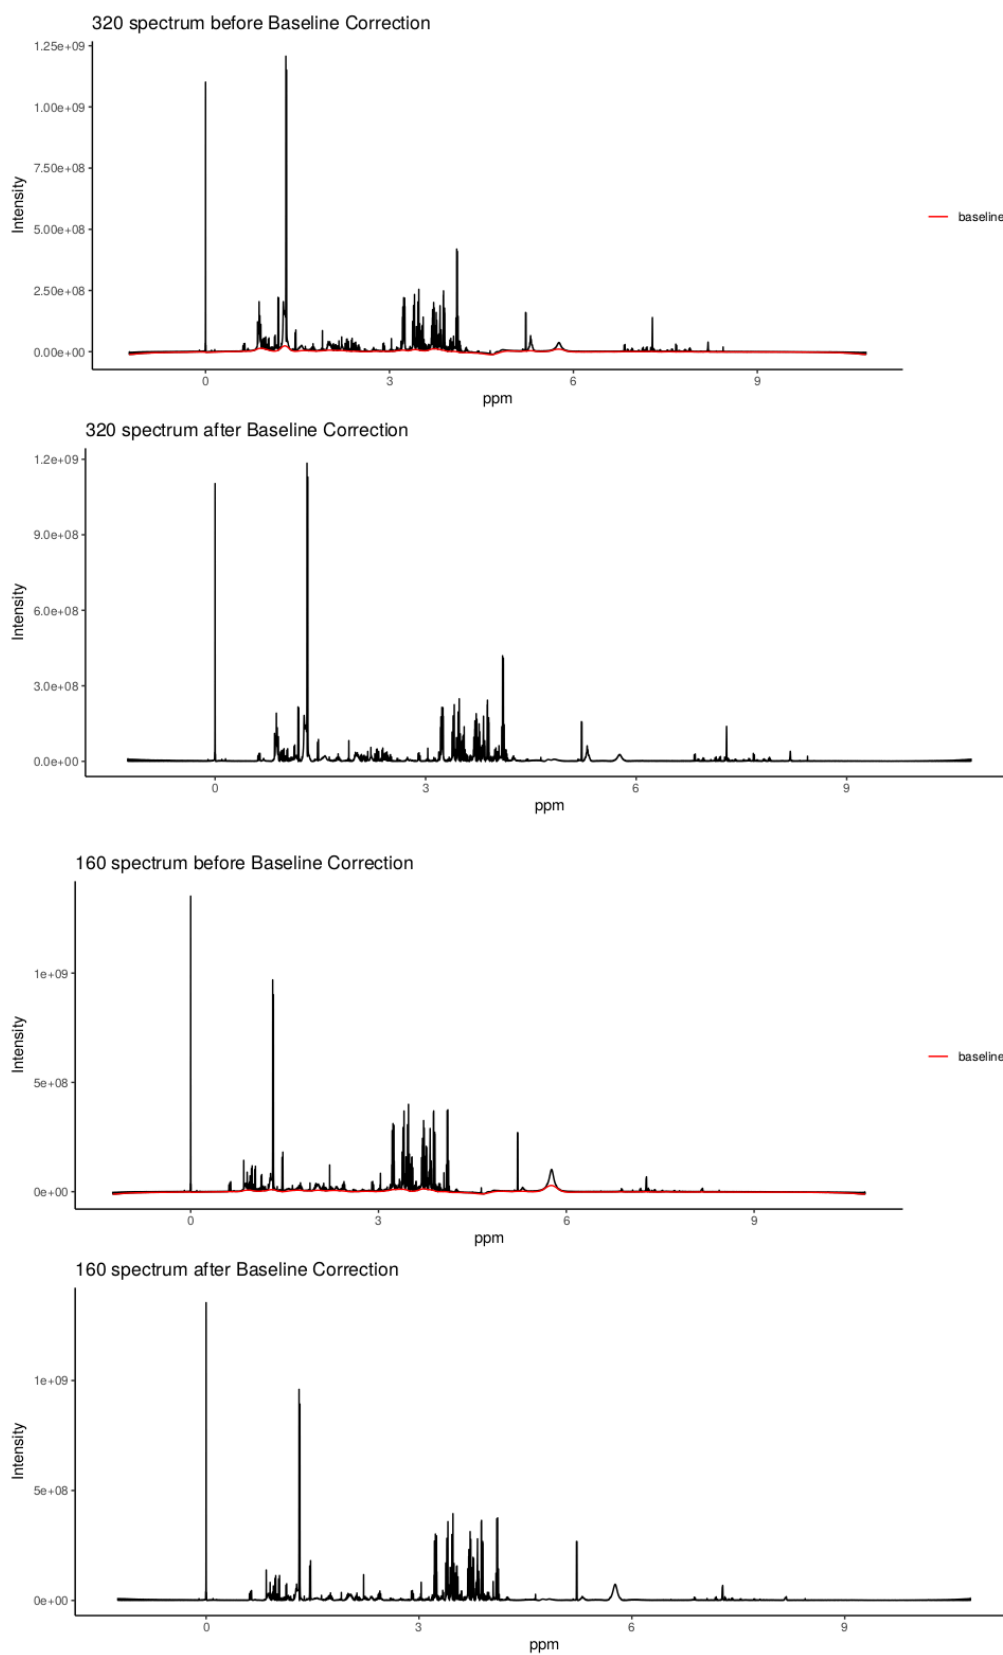 320 spectrum before Baseline Correction
1.25e+09
1.00e+09
7.50e+08
5.00e+08
2.50e+08
0.00e+00
Intensity
0 3 6 9
ppm
baseline
320 spectrum after Baseline Correction
1.2e+09
9.0e+08
6.0e+08
3.0e+08
0.0e+00
Intensity
0 3 6 9
ppm
160 spectrum before Baseline Correction
1e+09
5e+08
0e+00
Intensity
0 3 6 9
ppm
baseline
160 spectrum after Baseline Correction
1e+09
5e+08
0e+00
Intensity
0 3 6 9
ppm